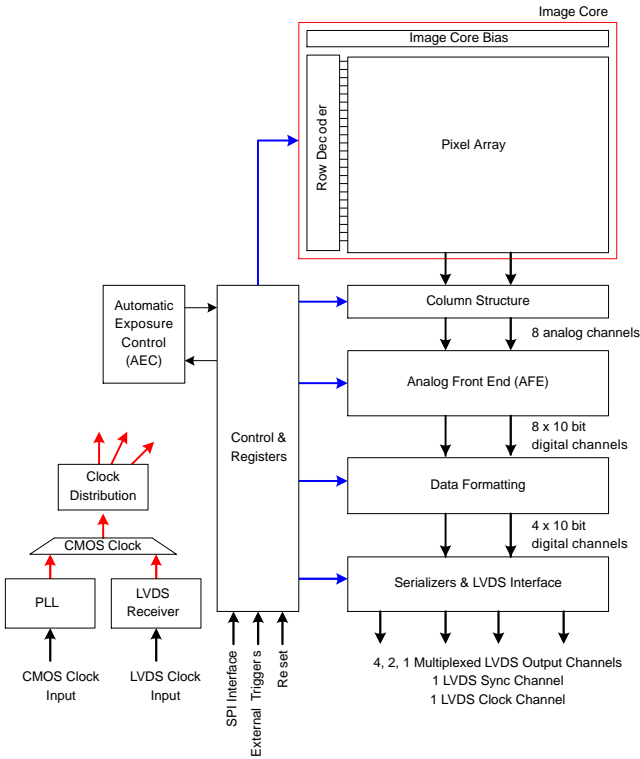 Image Core
Image Core Bias
Row Decoder
Pixel Array
Column Structure
8 analog channels
Automatic
Exposure
Control
(AEC)
Analog Front End (AFE)
8 x 10 bit
digital channels
Control &
Registers
Data Formatting
4 x 10 bit
digital channels
Clock
Distribution
CMOS Clock
Serializers & LVDS Interface
PLL
LVDS
Receiver
CMOS Clock
Input
LVDS Clock
Input
SPI Interface
External Triggers
Reset
4, 2, 1 Multiplexed LVDS Output Channels
1 LVDS Sync Channel
1 LVDS Clock Channel